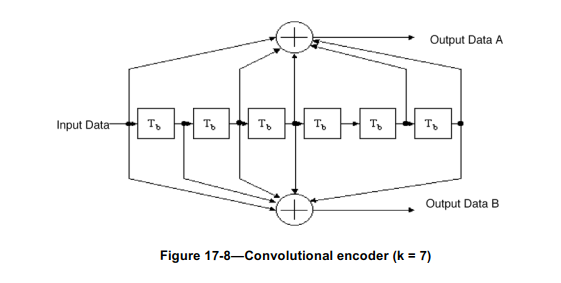 Output Data A
Input Data
T_b T_b T_b T_b T_b T_b
Output Data B
Figure 17-8—Convolutional encoder (k = 7)